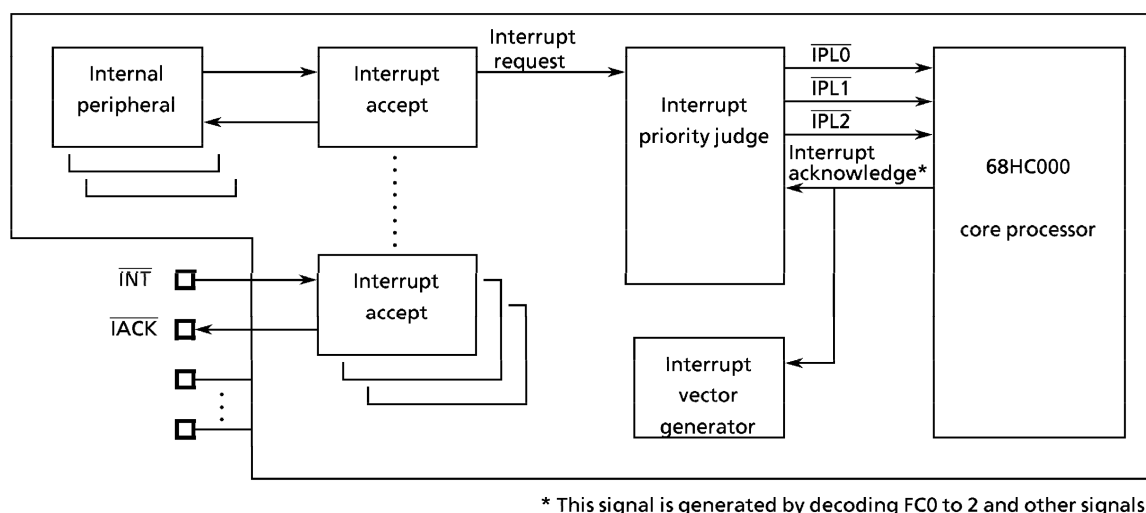 Internal
peripheral
Interrupt
accept
Interrupt
request
Interrupt
priority judge
IPL0
IPL1
IPL2
Interrupt
acknowledge*
68HC000
core processor
INT
IACK
Interrupt
accept
Interrupt
vector
generator
* This signal is generated by decoding FC0 to 2 and other signals